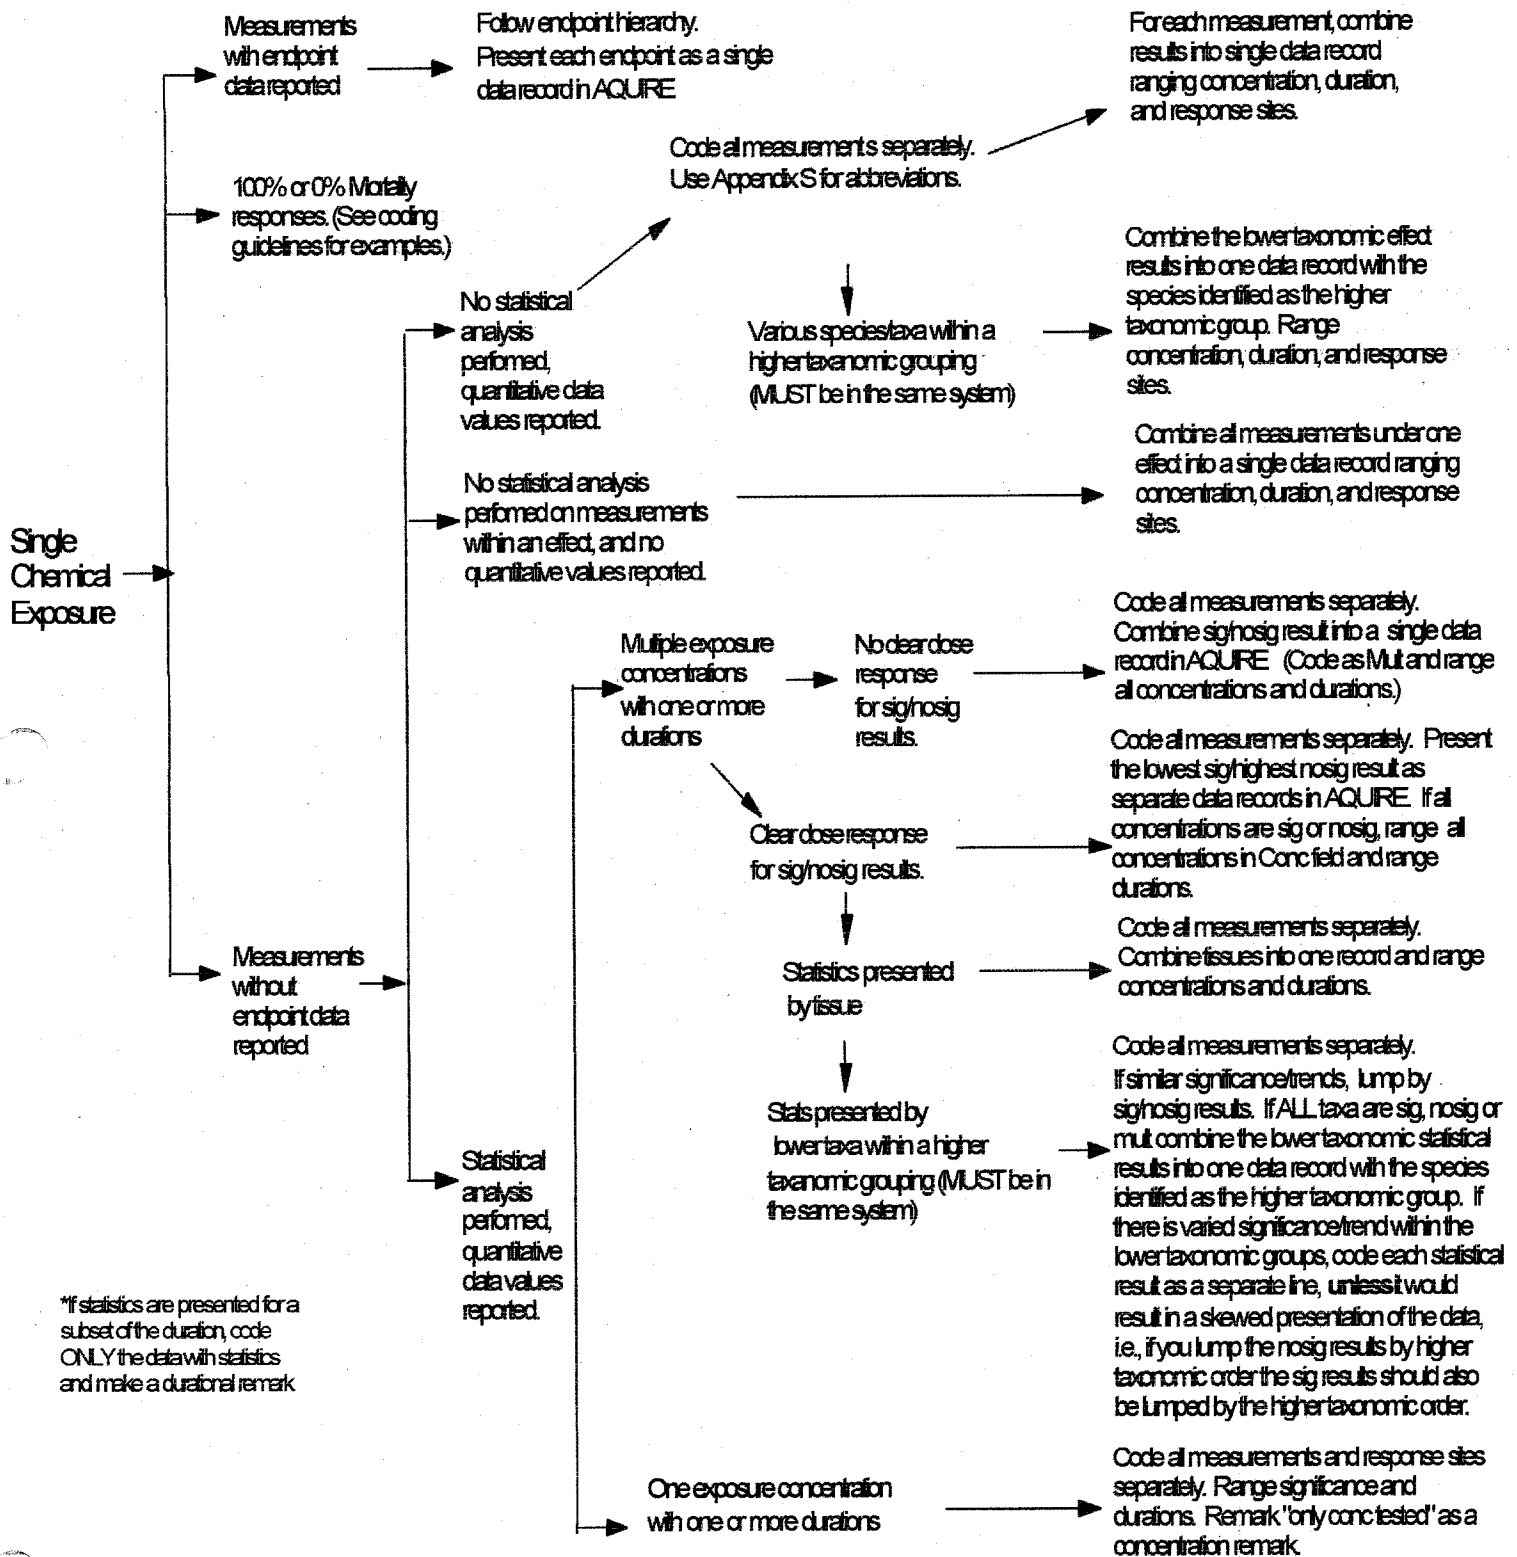 Measurements
with endpoint
data reported
Follow endpoint hierarchy.
Present each endpoint as a single
data record in AQUIRE
For each measurement, combine
results into single data record
ranging concentration, duration,
and response sites.
Code all measurements separately.
Use Appendix S for abbreviations.
100% or 0% Mortality
responses. (See coding
guidelines for examples.)
Combine the lower taxonomic effect
results into one data record with the
species identified as the higher
taxonomic group. Range
concentration, duration, and response
sites.
No statistical
analysis
performed,
quantitative data
values reported.
Various species/taxa within a
higher taxanomic grouping
(MUST be in the same system)
Combine all measurements under one
effect into a single data record ranging
concentration, duration, and response
sites.
No statistical analysis
performed on measurements
within an effect, and no
quantitative values reported.
Single
Chemical
Exposure
Multiple exposure
concentrations
with one or more
durations
No clear dose
response
for sig/nosig
results.
Code all measurements separately.
Combine sig/nosig result into a single data
record in AQUIRE (Code as Mult and range
all concentrations and durations.)
Clear dose response
for sig/nosig results.
Code all measurements separately. Present
the lowest sig/highest nosig result as
separate data records in AQUIRE. If all
concentrations are sig or nosig, range all
concentrations in Conc field and range
durations.
Measurements
without
endpoint data
reported
Statistics presented
by tissue
Code all measurements separately.
Combine tissues into one record and range
concentrations and durations.
Stats presented by
lower taxa within a higher
taxanomic grouping (MUST be in
the same system)
Code all measurements separately.
If similar significance/trends, lump by
sig/nosig results. If ALL taxa are sig, nosig or
mult combine the lower taxonomic statistical
results into one data record with the species
identified as the higher taxonomic group. If
there is varied significance/trend within the
lower taxonomic groups, code each statistical
result as a separate line, unless it would
result in a skewed presentation of the data,
i.e., if you lump the nosig results by higher
taxonomic order the sig results should also
be lumped by the higher taxonomic order.
Statistical
analysis
performed,
quantitative
data values
reported.
*If statistics are presented for a
subset of the duration, code
ONLY the data with statistics
and make a durational remark
One exposure concentration
with one or more durations
Code all measurements and response sites
separately. Range significance and
durations. Remark "only conc tested" as a
concentration remark.